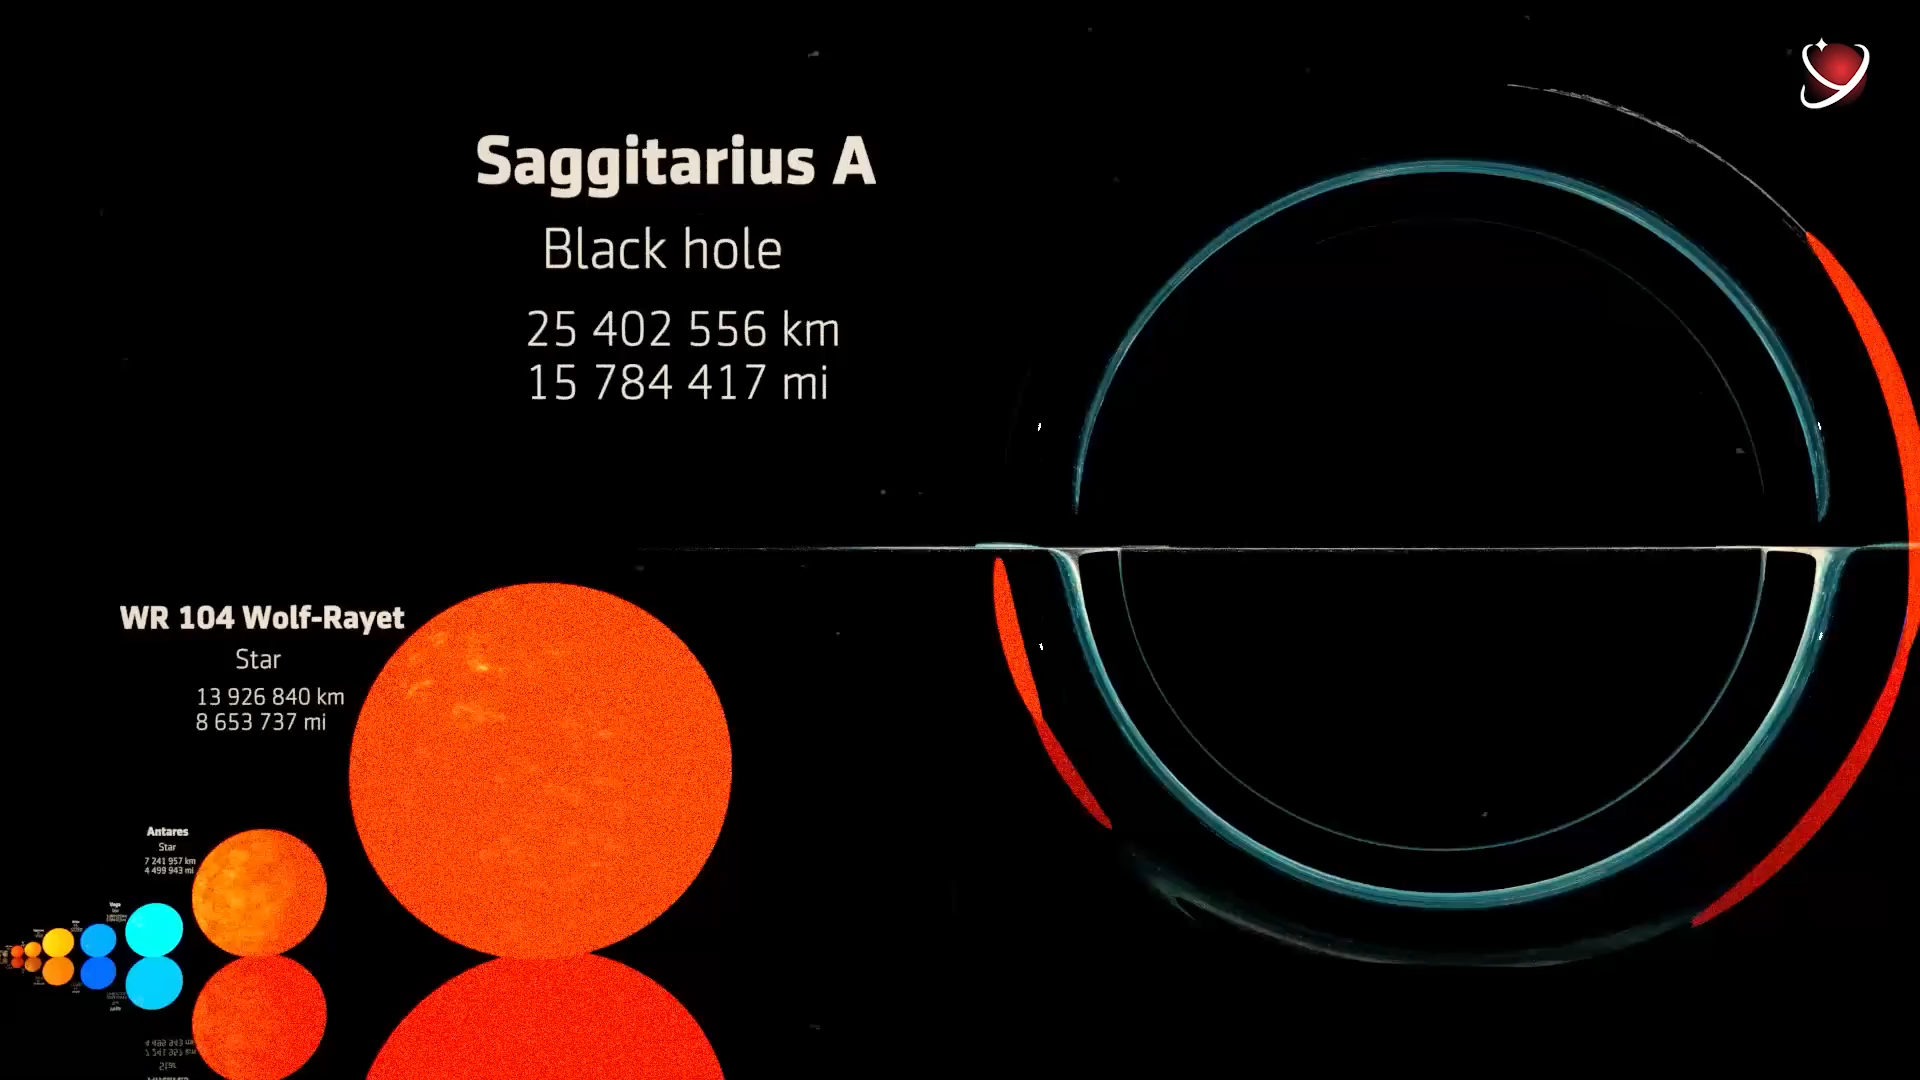 Saggitarius A
Black hole
25 402 556 km
15 784 417 mi
WR 104 Wolf-Rayet
Star
13 926 840 km
8 653 737 mi
Antares
Star
7 241 957 km
4 499 943 mi
Vega